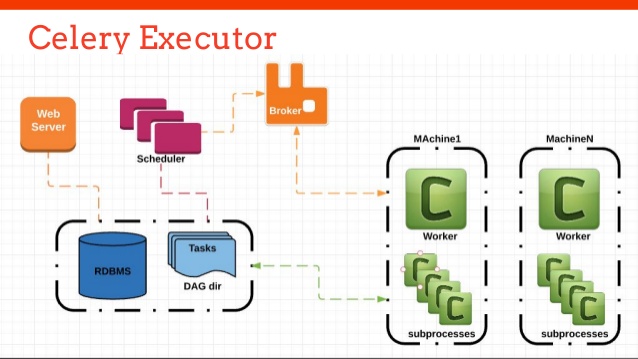 Celery Executor
Web
Server
Scheduler
Broker
MAchine1
MachineN
C
Worker
C
Worker
RDBMS
Tasks
DAG dir
C
C
C
C
subprocesses
C
C
C
C
subprocesses